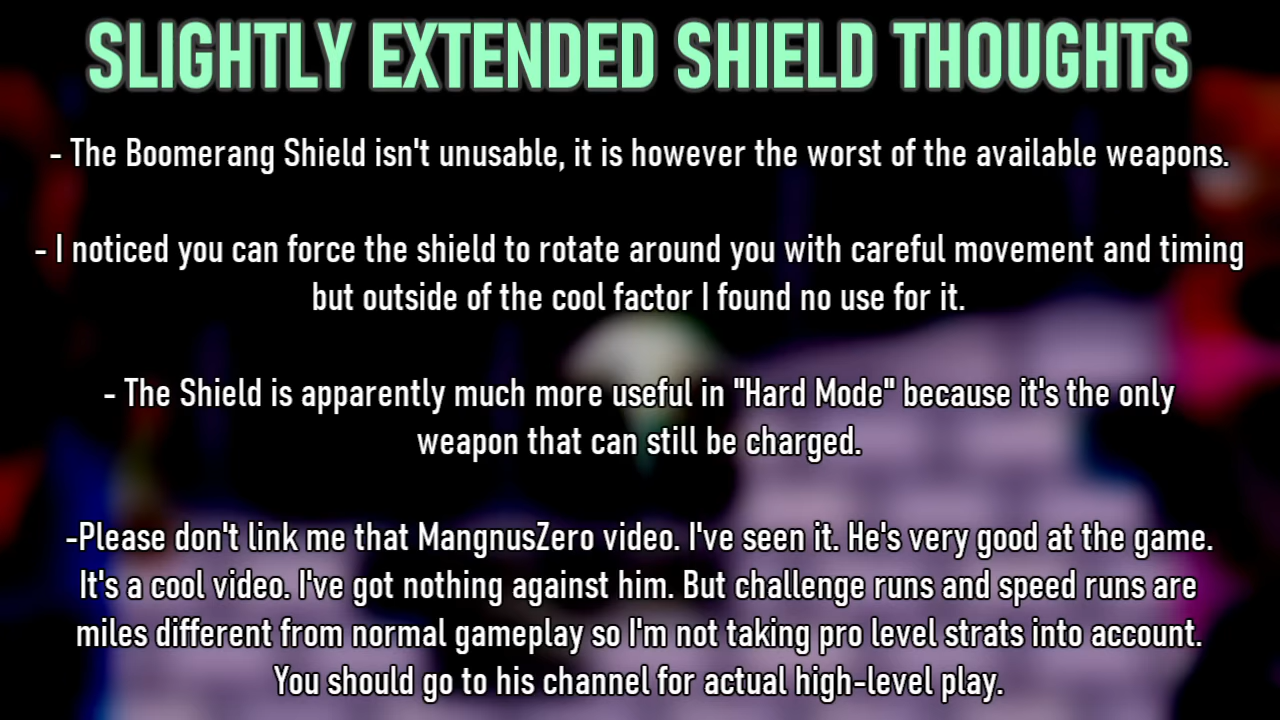 SLIGHTLY EXTENDED SHIELD THOUGHTS
- The Boomerang Shield isn't unusable, it is however the worst of the available weapons.
- I noticed you can force the shield to rotate around you with careful movement and timing
but outside of the cool factor I found no use for it.
- The Shield is apparently much more useful in "Hard Mode" because it's the only
weapon that can still be charged.
-Please don't link me that MangnusZero video. I've seen it. He's very good at the game.
It's a cool video. I've got nothing against him. But challenge runs and speed runs are
miles different from normal gameplay so I'm not taking pro level strats into account.
You should go to his channel for actual high-level play.